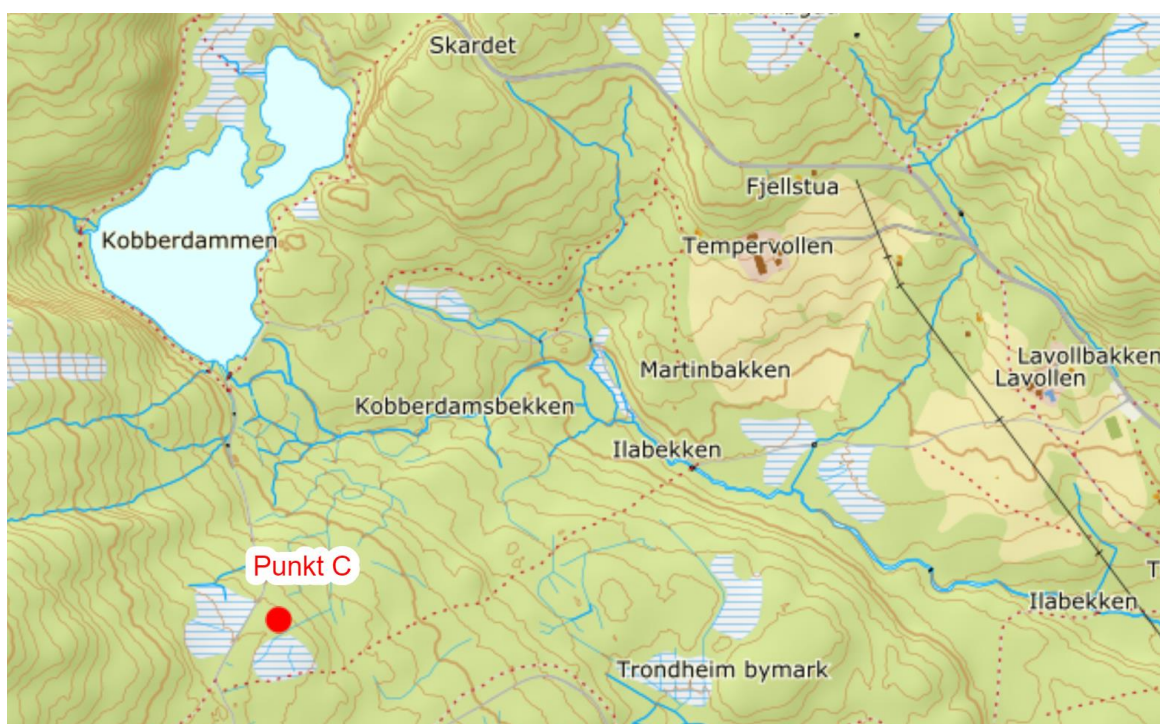 Skardet
Fjellstua
Kobberdammen
Tempervollen
Lavollbakken
Martinbakken
Lavollen
Kobberdamsbekken
Ilabekken
Punkt C
Ilabekken
Trondheim bymark